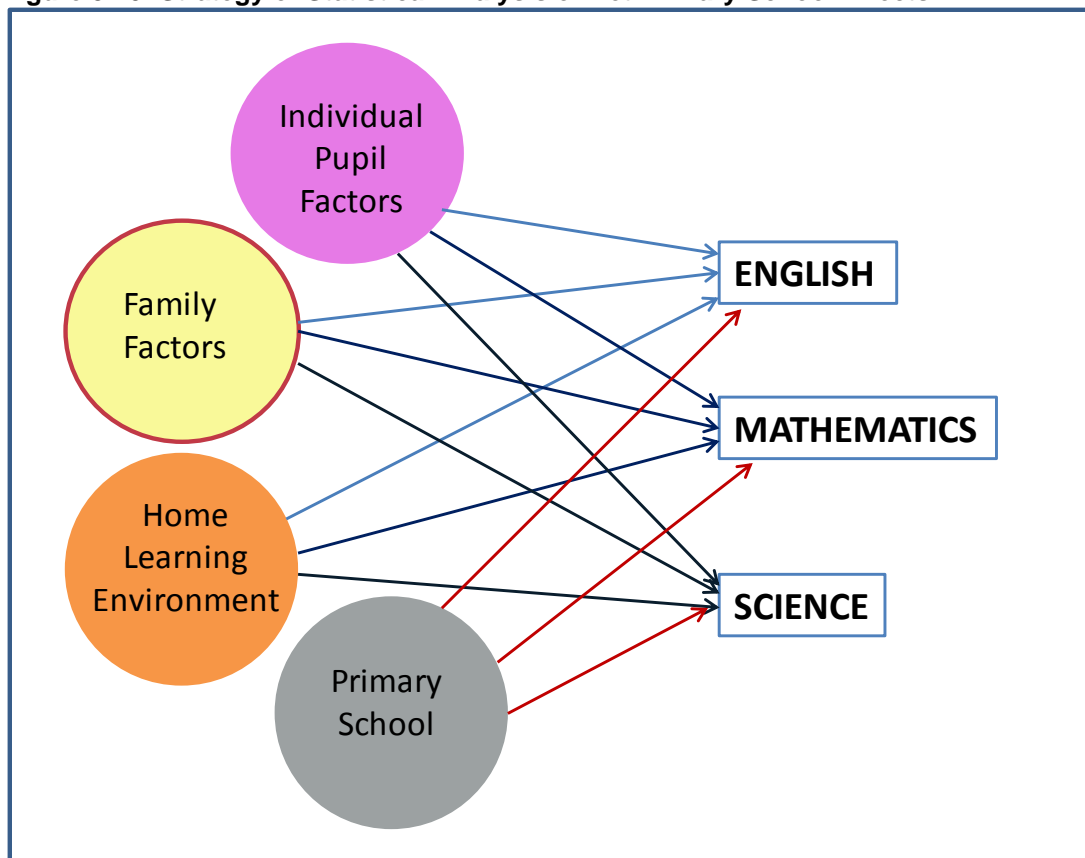 Individual
Pupil
Factors
Family
Factors
Home
Learning
Environment
Primary
School
ENGLISH
MATHEMATICS
SCIENCE